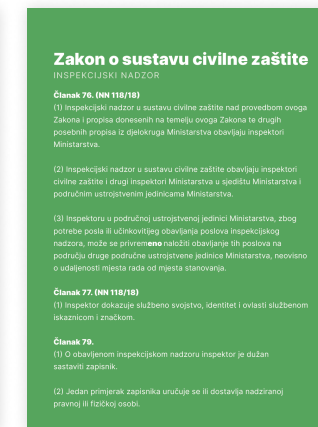 Zakon o sustavu civilne zaštite
INSPEKCIJSKI NADZOR
Članak 76. (NN 118/18)
(1) Inspekcijski nadzor u sustavu civilne zaštite nad provedbom ovoga
Zakona i propisa donesenih na temelju ovoga Zakona te drugih
posebnih propisa iz djelokruga Ministarstva obavljaju inspektori
Ministarstva.
(2) Inspekcijski nadzor u sustavu civilne zaštite obavljaju inspektori
civilne zaštite i drugi inspektori Ministarstva u sjedištu Ministarstva i
područnim ustrojstvenim jedinicama Ministarstva.
(3) Inspektoru u područnoj ustrojstvenoj jedinici Ministarstva, zbog
potrebe posla ili učinkovitijeg obavljanja poslova inspekcijskog
nadzora, može se privremeno naložiti obavljanje tih poslova na
području druge područne ustrojstvene jedinice Ministarstva, neovisno
o udaljenosti mjesta rada od mjesta stanovanja.
Članak 77. (NN 118/18)
(1) Inspektor dokazuje službeno svojstvo, identitet i ovlasti službenom
iskaznicom i značkom.
Članak 79.
(1) O obavljenom inspekcijskom nadzoru inspektor je dužan
sastaviti zapisnik.
(2) Jedan primjerak zapisnika uručuje se ili dostavlja nadziranoj
pravnoj ili fizičkoj osobi.